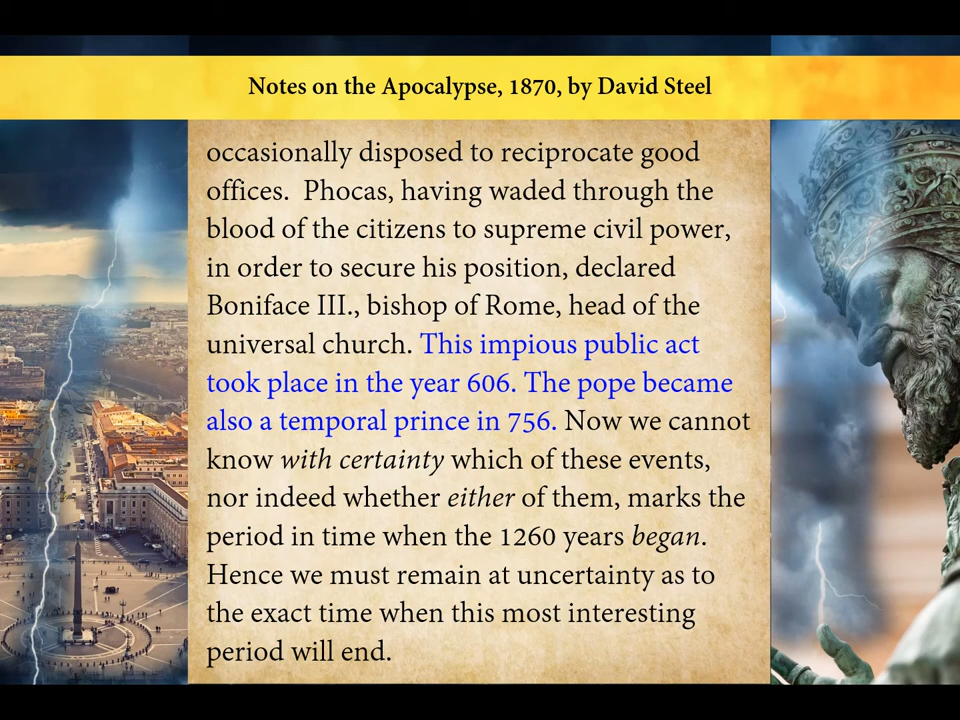 Notes on the Apocalypse, 1870, by David Steel
occasionally disposed to reciprocate good
offices.  Phocas, having waded through the
blood of the citizens to supreme civil power,
in order to secure his position, declared
Boniface III., bishop of Rome, head of the
universal church. This impious public act
took place in the year 606. The pope became
also a temporal prince in 756. Now we cannot
know with certainty which of these events,
nor indeed whether either of them, marks the
period in time when the 1260 years began.
Hence we must remain at uncertainty as to
the exact time when this most interesting
period will end.